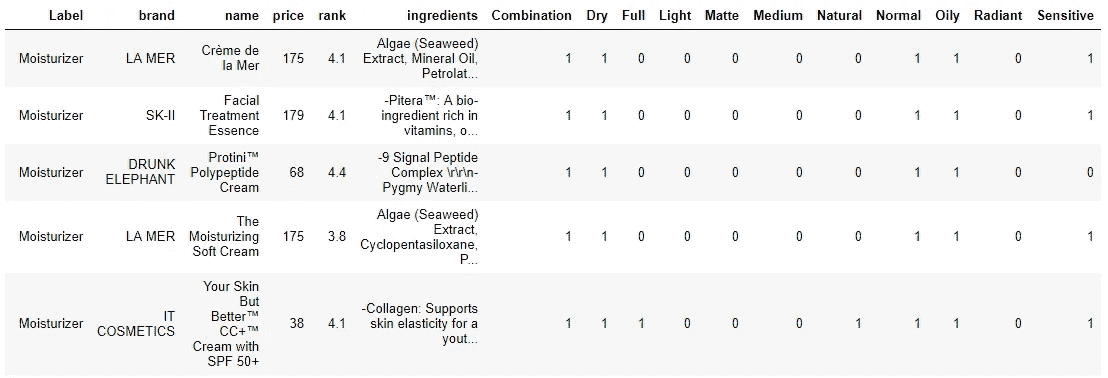 Label brand name price rank ingredients Combination Dry Full Light Matte Medium Natural Normal Oily Radiant Sensitive
Moisturizer LA MER Crème de la Mer 175 4.1 Algae (Seaweed) Extract, Mineral Oil, Petrolat... 1 1 0 0 0 0 0 1 1 0 1
Moisturizer SK-II Facial Treatment Essence 179 4.1 -Pitera™: A bio-ingredient rich in vitamins, o... 1 1 0 0 0 0 0 1 1 0 1
Moisturizer DRUNK ELEPHANT Protini™ Polypeptide Cream 68 4.4 -9 Signal Peptide Complex \r\r\n-Pygmy Waterli... 1 1 0 0 0 0 0 1 1 0 0
Moisturizer LA MER The Moisturizing Soft Cream 175 3.8 Algae (Seaweed) Extract, Cyclopentasiloxane, P... 1 1 0 0 0 0 0 1 1 0 1
Moisturizer IT COSMETICS Your Skin But Better™ CC+™ Cream with SPF 50+ 38 4.1 -Collagen: Supports skin elasticity for a yout... 1 1 1 0 0 0 1 1 1 0 1